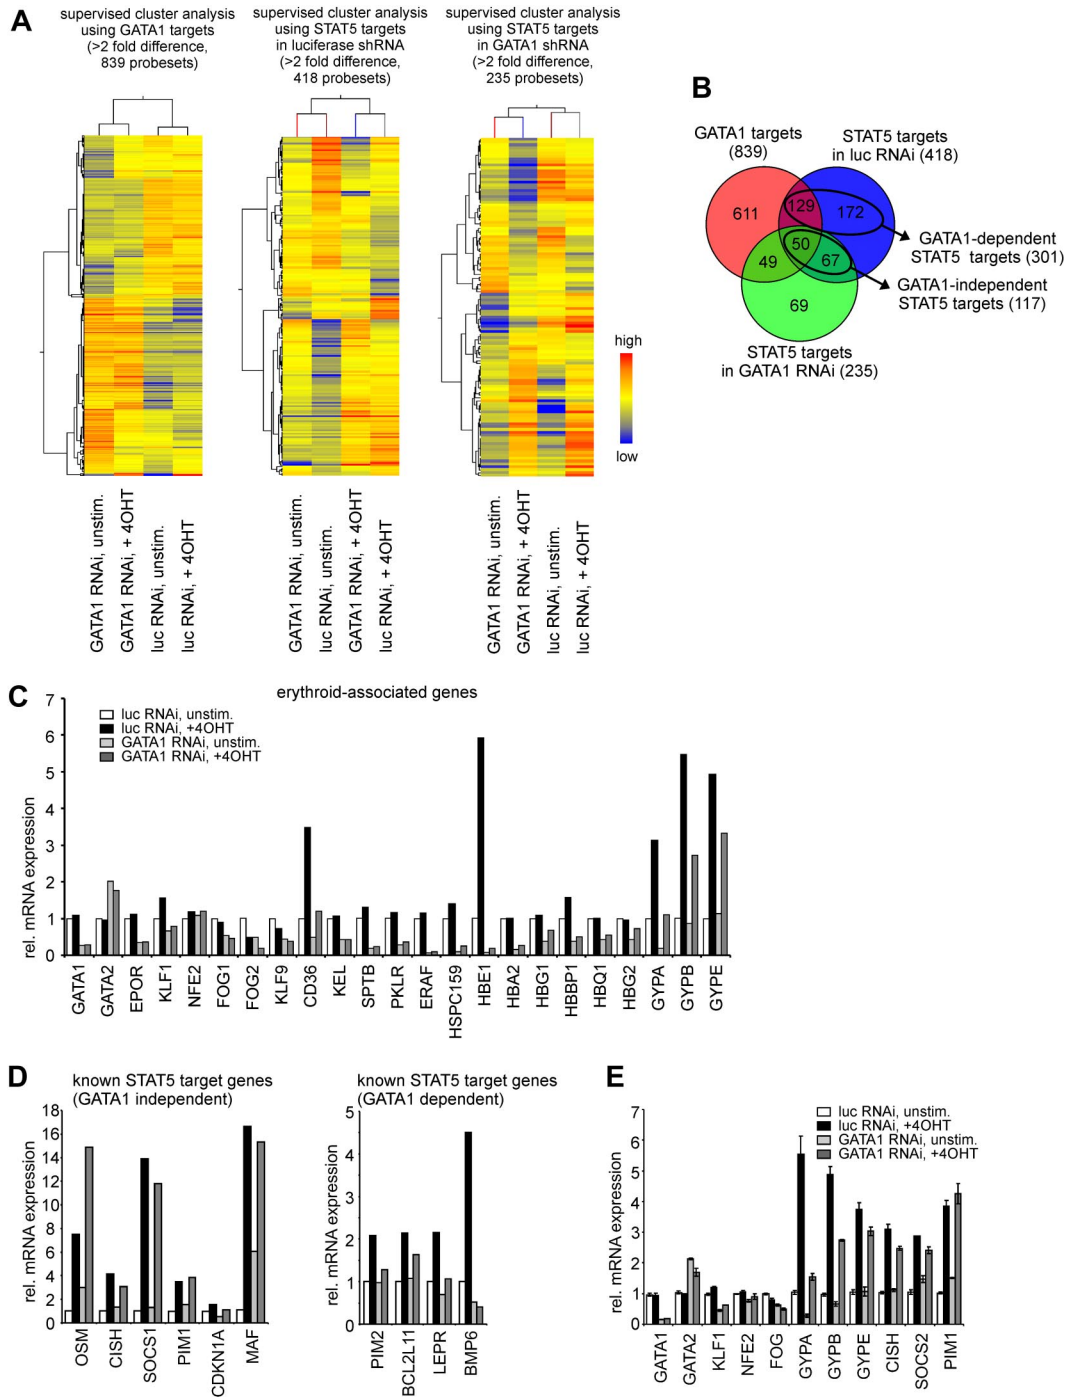 A
supervised cluster analysis
using GATA1 targets
(>2 fold difference,
839 probesets)
supervised cluster analysis
using STAT5 targets
in luciferase shRNA
(>2 fold difference,
418 probesets)
supervised cluster analysis
using STAT5 targets
in GATA1 shRNA
(>2 fold difference,
235 probesets)
high
low
GATA1 RNAi, unstim.
GATA1 RNAi, + 4OHT
luc RNAi, unstim.
luc RNAi, + 4OHT
GATA1 RNAi, unstim.
luc RNAi, unstim.
GATA1 RNAi, + 4OHT
luc RNAi, + 4OHT
GATA1 RNAi, unstim.
GATA1 RNAi, + 4OHT
luc RNAi, unstim.
luc RNAi, + 4OHT
B
GATA1 targets
(839)
STAT5 targets
in luc RNAi (418)
611
129
172
50
49
67
69
GATA1-dependent
STAT5 targets (301)
GATA1-independent
STAT5 targets (117)
STAT5 targets
in GATA1 RNAi (235)
C
erythroid-associated genes
rel. mRNA expression
7
6
5
4
3
2
1
0
luc RNAi, unstim.
luc RNAi, +4OHT
GATA1 RNAi, unstim.
GATA1 RNAi, +4OHT
GATA1
GATA2
EPOR
KLF1
NFE2
FOG1
FOG2
KLF9
CD36
KEL
SPTB
PKLR
ERAF
HSPC159
HBE1
HBA2
HBG1
HBBP1
HBQ1
HBG2
GYPA
GYPB
GYPE
D
known STAT5 target genes
(GATA1 independent)
rel. mRNA expression
18
16
14
12
10
8
6
4
2
0
OSM
CISH
SOCS1
PIM1
CDKN1A
MAF
known STAT5 target genes
(GATA1 dependent)
rel. mRNA expression
5
4
3
2
1
0
PIM2
BCL2L11
LEPR
BMP6
E
rel. mRNA expression
7
6
5
4
3
2
1
0
luc RNAi, unstim.
luc RNAi, +4OHT
GATA1 RNAi, unstim.
GATA1 RNAi, +4OHT
GATA1
GATA2
KLF1
NFE2
FOG
GYPA
GYPB
GYPE
CISH
SOCS2
PIM1